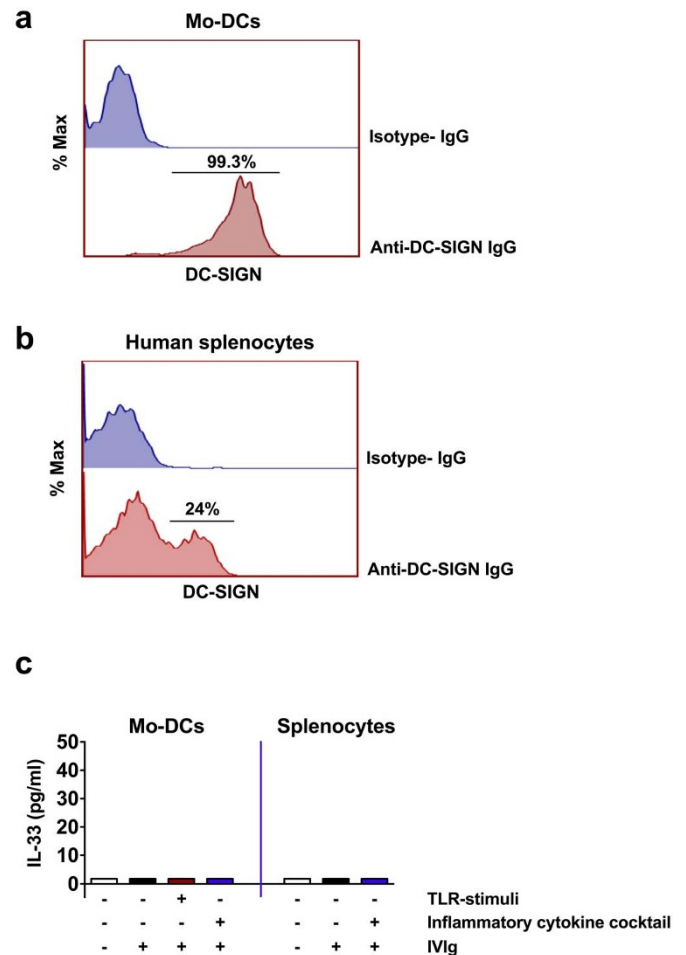 a
Mo-DCs
% Max
Isotype- IgG
99.3%
Anti-DC-SIGN IgG
DC-SIGN
b
Human splenocytes
% Max
Isotype- IgG
24%
Anti-DC-SIGN IgG
DC-SIGN
c
Mo-DCs Splenocytes
IL-33 (pg/ml)
50
40
30
20
10
0
- - + - - - - TLR-stimuli
- - - + - - + Inflammatory cytokine cocktail
- + + + - + + IVIg